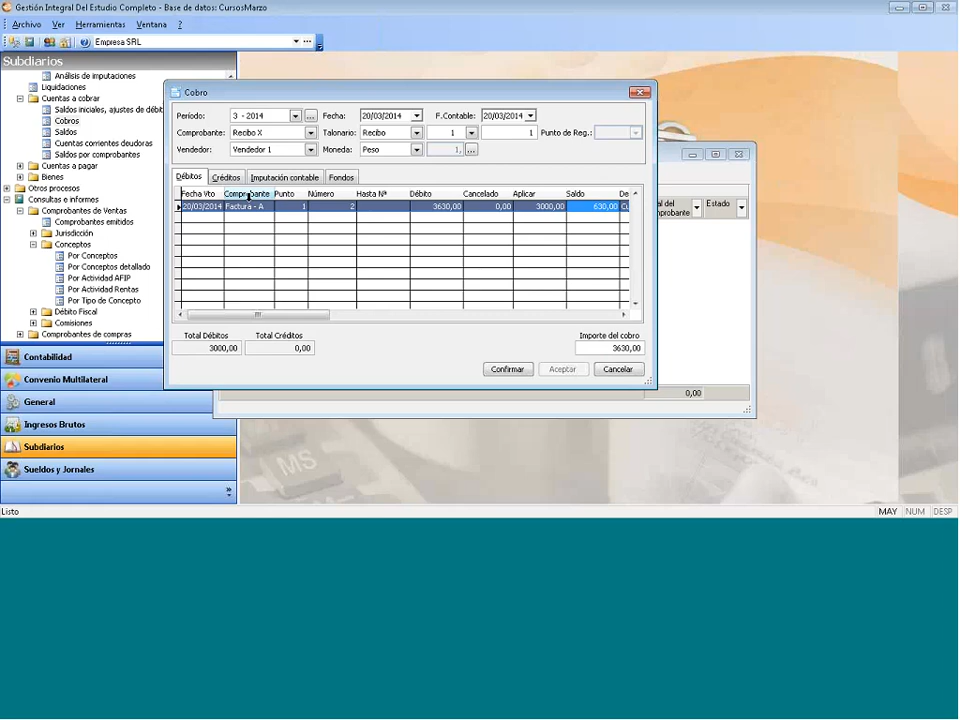 Gestión Integral Del Estudio Completo - Base de datos: CursosMarzo
Archivo Ver Herramientas Ventana ?
Empresa SRL
Subdiarios
Análisis de imputaciones
Liquidaciones
Cuentas a cobrar
Saldos iniciales, ajustes de débit
Cobros
Saldos
Cuentas corrientes deudoras
Saldos por comprobantes
Cuentas a pagar
Bienes
Otros procesos
Consultas e informes
Comprobantes de Ventas
Comprobantes emitidos
Jurisdicción
Conceptos
Por Conceptos
Por Conceptos detallado
Por Actividad AFIP
Por Actividad Rentas
Por Tipo de Concepto
Débito Fiscal
Comisiones
Comprobantes de compras
Contabilidad
Convenio Multilateral
General
Ingresos Brutos
Subdiarios
Sueldos y Jornales
Cobro
Período: 3 - 2014 Fecha: 20/03/2014 F.Contable: 20/03/2014
Comprobante: Recibo X Talonario: Recibo 1 1 Punto de Reg.:
Vendedor: Vendedor 1 Moneda: Peso 1,
Débitos Créditos Imputación contable Fondos
Fecha Vto Comprobante Punto Número Hasta Nº Débito Cancelado Aplicar Saldo De
20/03/2014 Factura - A 1 2 3630,00 0,00 3000,00 630,00 Cu
Total Débitos Total Créditos Importe del cobro
3000,00 0,00 3630,00
Confirmar Aceptar Cancelar
al del
probante
Estado
0,00
MS
Listo MAY NUM DESP